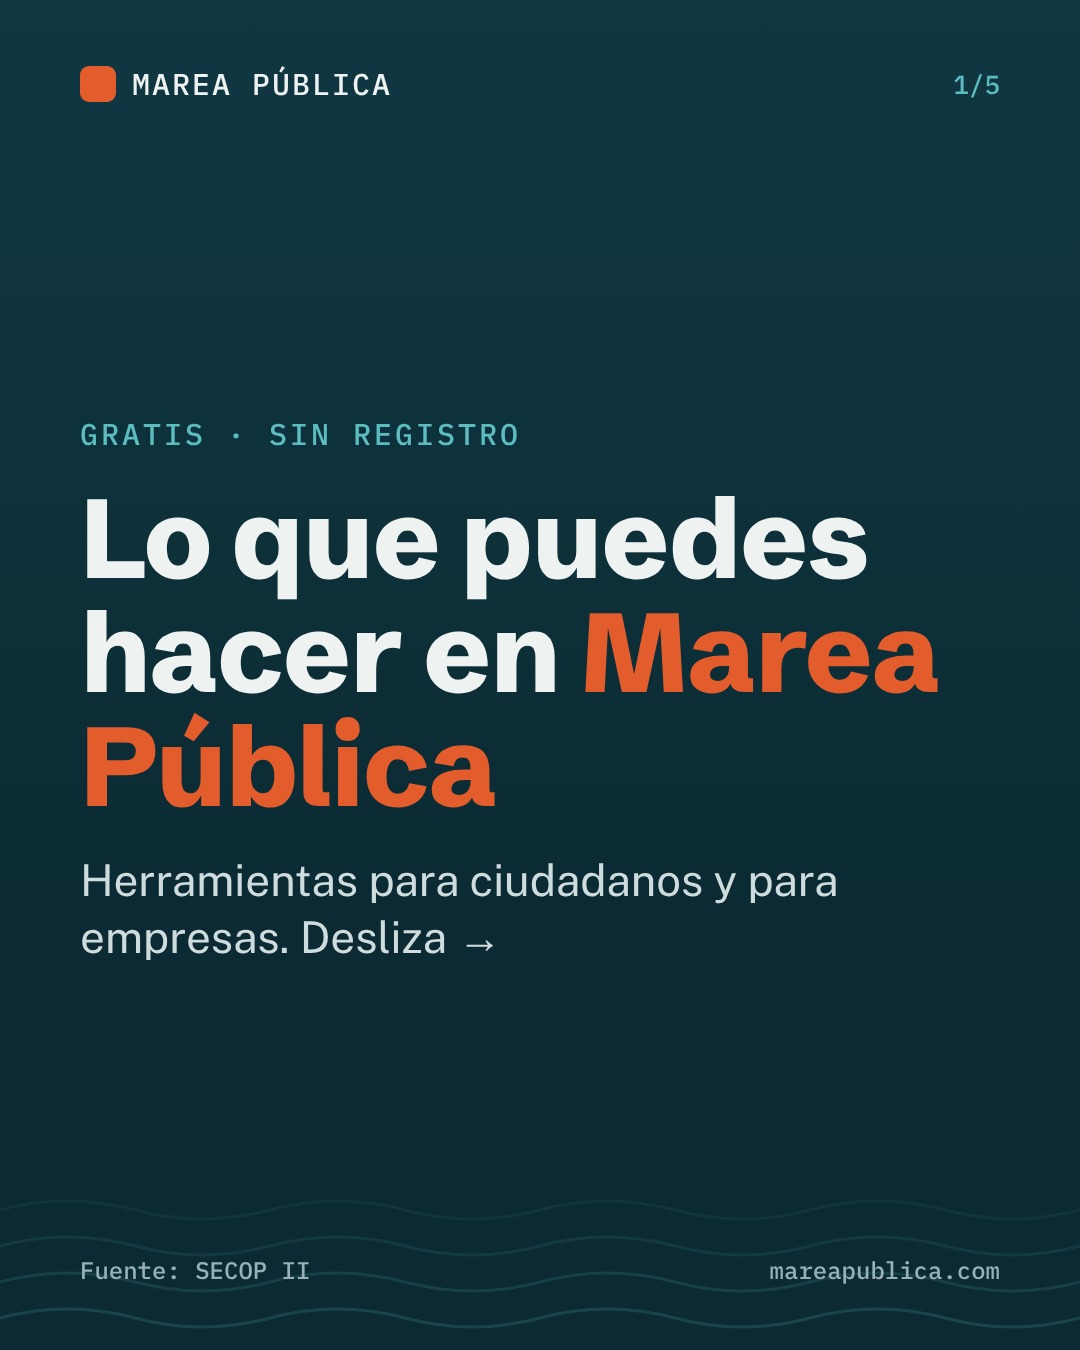 MAREA PÚBLICA
1/5
GRATIS · SIN REGISTRO
Lo que puedes
hacer en Marea
Pública
Herramientas para ciudadanos y para
empresas. Desliza →
Fuente: SECOP II
mareapublica.com